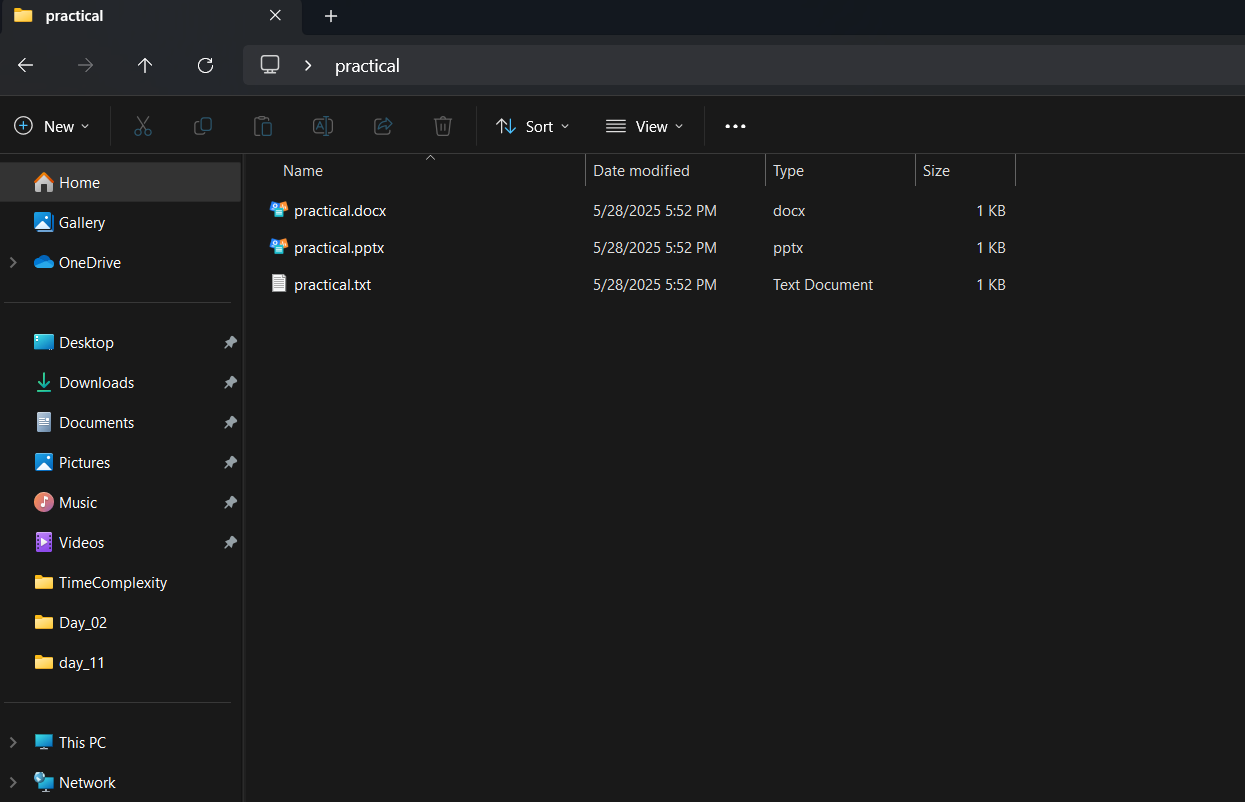 practical
practical
New Sort View
Name Date modified Type Size
practical.docx 5/28/2025 5:52 PM docx 1 KB
practical.pptx 5/28/2025 5:52 PM pptx 1 KB
practical.txt 5/28/2025 5:52 PM Text Document 1 KB
Home
Gallery
OneDrive
Desktop
Downloads
Documents
Pictures
Music
Videos
TimeComplexity
Day_02
day_11
This PC
Network